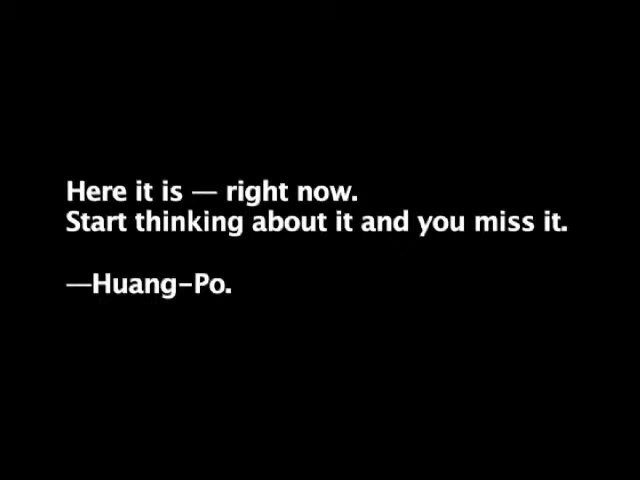 Here it is — right now.
Start thinking about it and you miss it.
—Huang-Po.